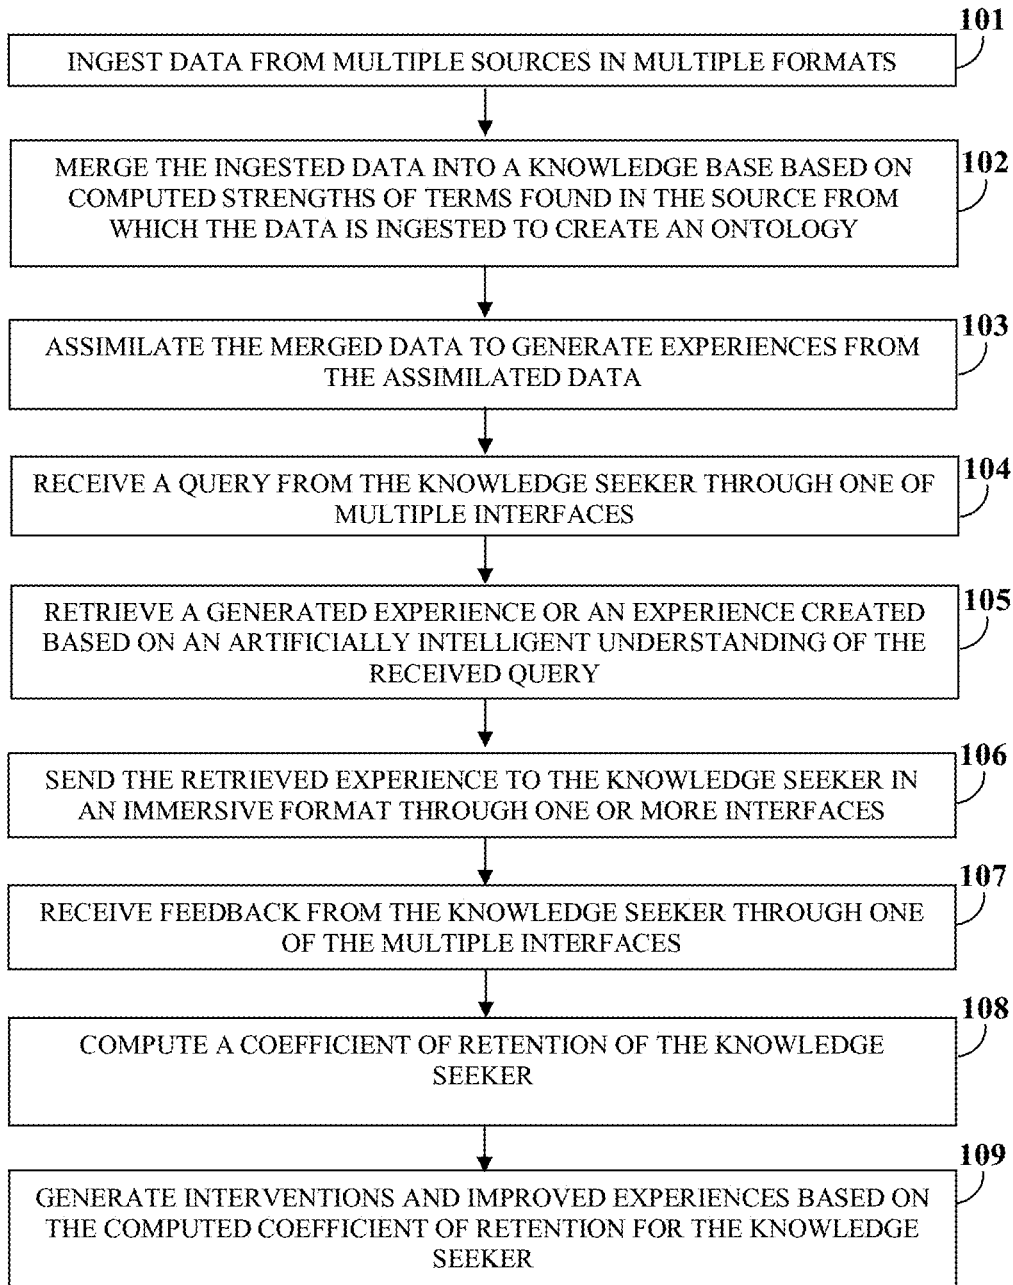 101
INGEST DATA FROM MULTIPLE SOURCES IN MULTIPLE FORMATS
102
MERGE THE INGESTED DATA INTO A KNOWLEDGE BASE BASED ON
COMPUTED STRENGTHS OF TERMS FOUND IN THE SOURCE FROM
WHICH THE DATA IS INGESTED TO CREATE AN ONTOLOGY
103
ASSIMILATE THE MERGED DATA TO GENERATE EXPERIENCES FROM
THE ASSIMILATED DATA
104
RECEIVE A QUERY FROM THE KNOWLEDGE SEEKER THROUGH ONE OF
MULTIPLE INTERFACES
105
RETRIEVE A GENERATED EXPERIENCE OR AN EXPERIENCE CREATED
BASED ON AN ARTIFICIALLY INTELLIGENT UNDERSTANDING OF THE
RECEIVED QUERY
106
SEND THE RETRIEVED EXPERIENCE TO THE KNOWLEDGE SEEKER IN
AN IMMERSIVE FORMAT THROUGH ONE OR MORE INTERFACES
107
RECEIVE FEEDBACK FROM THE KNOWLEDGE SEEKER THROUGH ONE
OF THE MULTIPLE INTERFACES
108
COMPUTE A COEFFICIENT OF RETENTION OF THE KNOWLEDGE
SEEKER
109
GENERATE INTERVENTIONS AND IMPROVED EXPERIENCES BASED ON
THE COMPUTED COEFFICIENT OF RETENTION FOR THE KNOWLEDGE
SEEKER